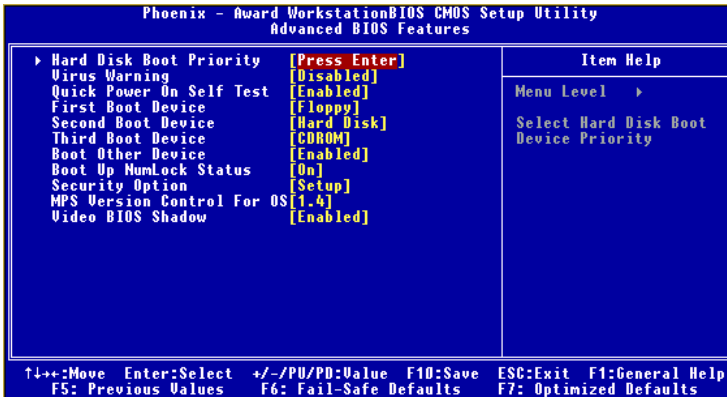 Phoenix - Award WorkstationBIOS CMOS Setup Utility
Advanced BIOS Features
▸ Hard Disk Boot Priority [Press Enter]
Virus Warning [Disabled]
Quick Power On Self Test [Enabled]
First Boot Device [Floppy]
Second Boot Device [Hard Disk]
Third Boot Device [CDROM]
Boot Other Device [Enabled]
Boot Up NumLock Status [On]
Security Option [Setup]
MPS Version Control For OS[1.4]
Video BIOS Shadow [Enabled]
Item Help
Menu Level ▸
Select Hard Disk Boot
Device Priority
↑↓→←:Move Enter:Select +/-/PU/PD:Value F10:Save ESC:Exit F1:General Help
F5: Previous Values F6: Fail-Safe Defaults F7: Optimized Defaults